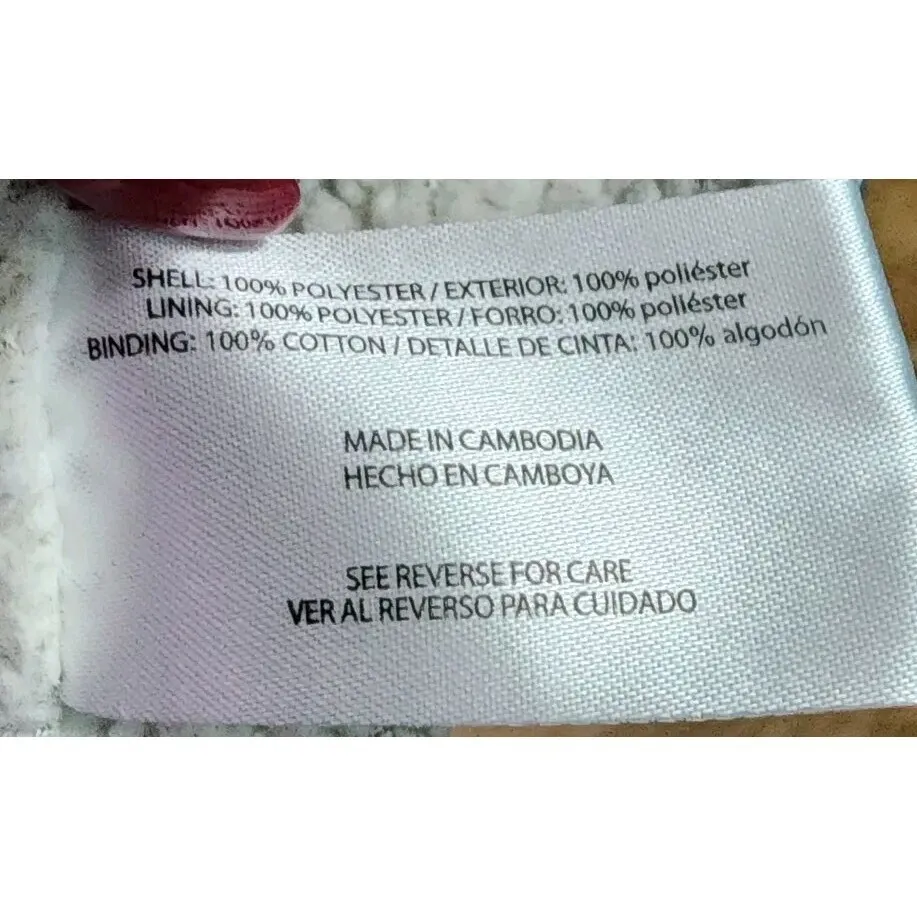 SHELL: 100% POLYESTER / EXTERIOR: 100% poliéster
LINING: 100% POLYESTER / FORRO: 100% poliéster
BINDING: 100% COTTON / DETALLE DE CINTA: 100% algodón
MADE IN CAMBODIA
HECHO EN CAMBOYA
SEE REVERSE FOR CARE
VER AL REVERSO PARA CUIDADO